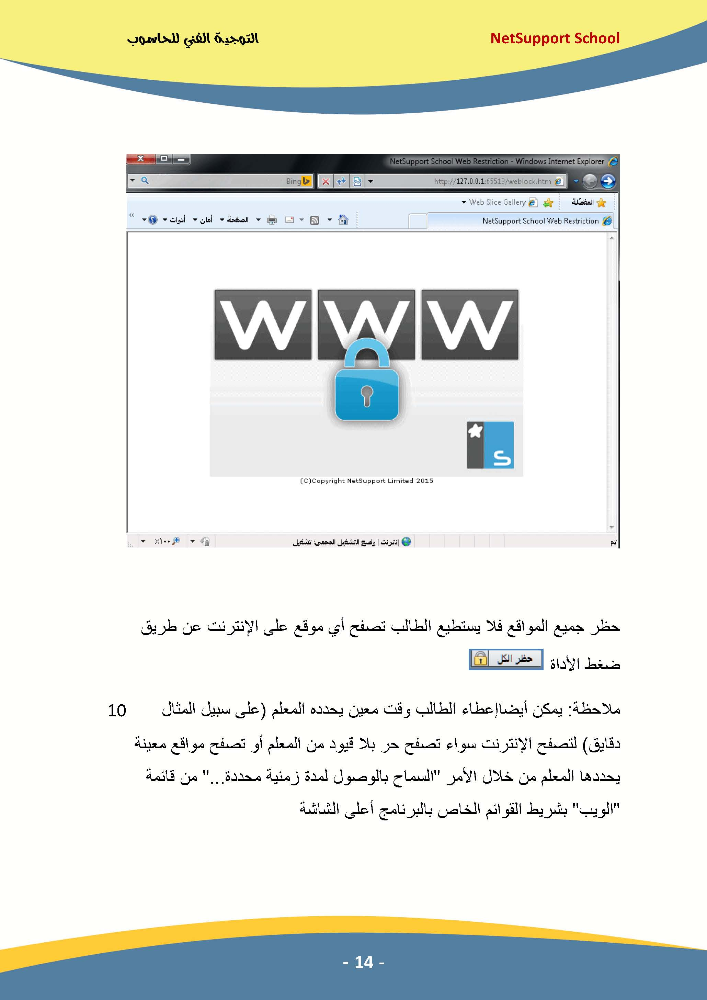 NetSupport School
التوجية الفني للحاسوب
NetSupport School Web Restriction - Windows Internet Explorer
http://127.0.0.1:65513/weblock.htm
Bing
المفضّلة
Web Slice Gallery
NetSupport School Web Restriction
الصفحة
أمان
أدوات
W W W
S
(C)Copyright NetSupport Limited 2015
تم
إنترنت | وضع التشغيل المحمي: تشغيل
١٠٠٪
حظر جميع المواقع فلا يستطيع الطالب تصفح أي موقع على الإنترنت عن طريق
ضغط الأداة حظر الكل
ملاحظة: يمكن أيضاإعطاء الطالب وقت معين يحدده المعلم (على سبيل المثال 10
دقايق) لتصفح الإنترنت سواء تصفح حر بلا قيود من المعلم أو تصفح مواقع معينة
يحددها المعلم من خلال الأمر "السماح بالوصول لمدة زمنية محددة..." من قائمة
"الويب" بشريط القوائم الخاص بالبرنامج أعلى الشاشة
- 14 -